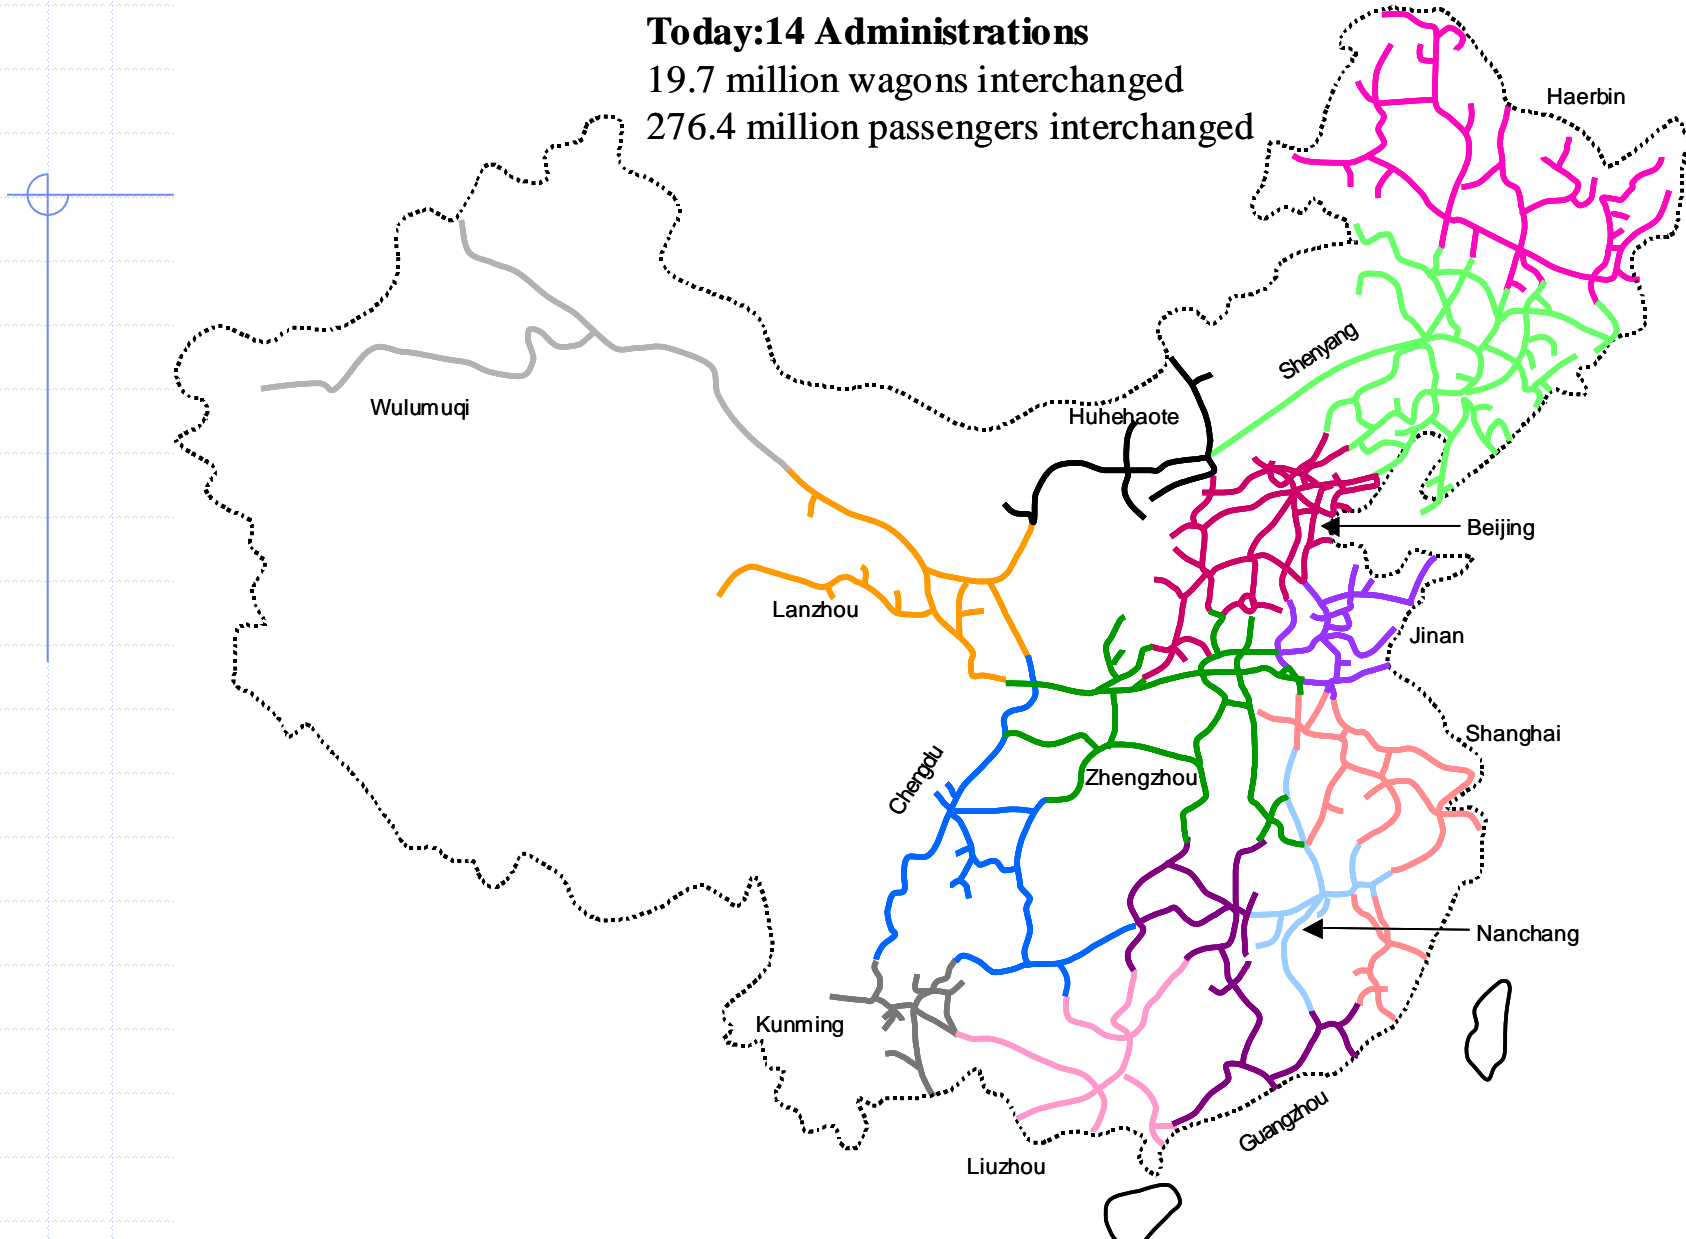 Today:14 Administrations
19.7 million wagons interchanged
276.4 million passengers interchanged
Haerbin
Shenyang
Wulumuqi
Huhehaote
Beijing
Lanzhou
Jinan
Shanghai
Chengdu
Zhengzhou
Nanchang
Kunming
Guangzhou
Liuzhou